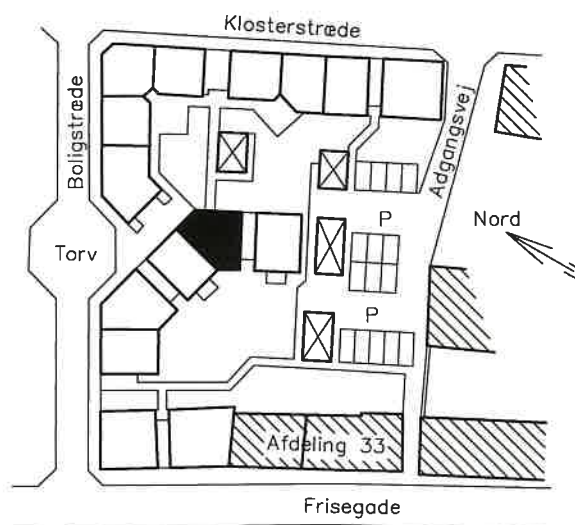 Klosterstræde
Boligstræde
Adgangsvej
P
Nord
Torv
P
Afdeling 33
Frisegade